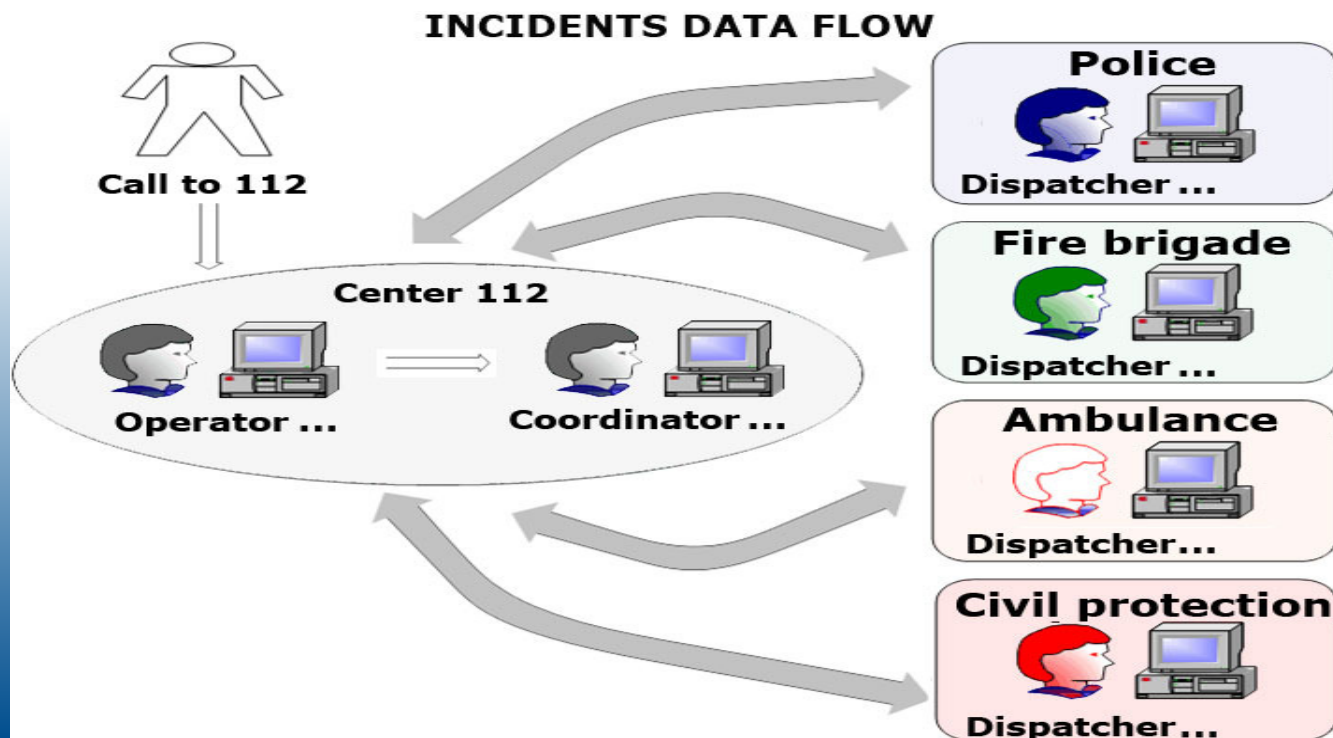 INCIDENTS DATA FLOW
Call to 112
Center 112
Operator ...
Coordinator ...
Police
Dispatcher ...
Fire brigade
Dispatcher ...
Ambulance
Dispatcher...
Civil protection
Dispatcher ...